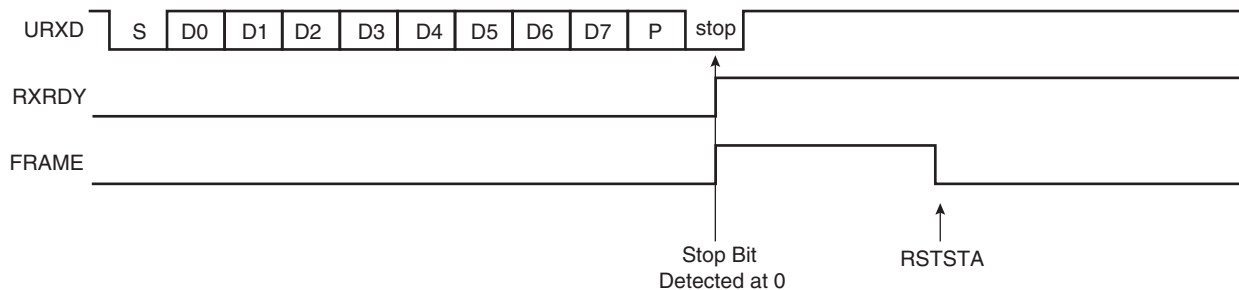 URXD S D0 D1 D2 D3 D4 D5 D6 D7 P stop
RXRDY
FRAME
Stop Bit
Detected at 0
RSTSTA